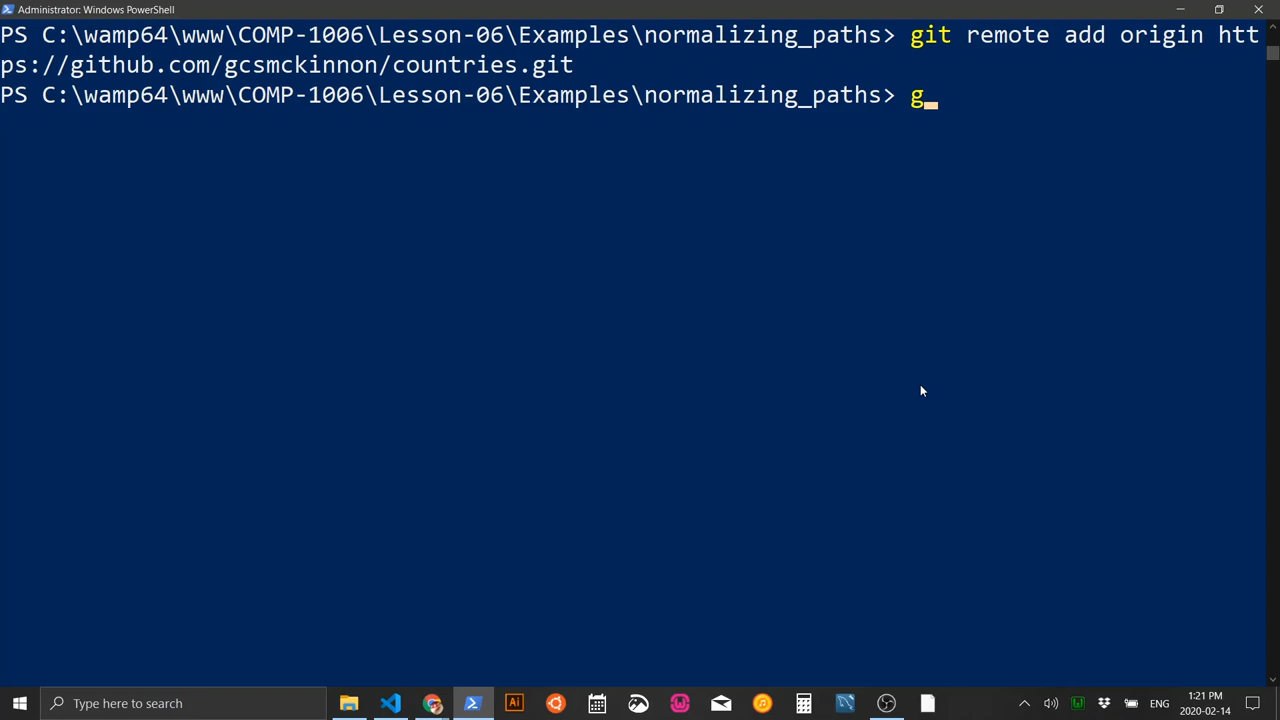 Administrator: Windows PowerShell
PS C:\wamp64\www\COMP-1006\Lesson-06\Examples\normalizing_paths> git remote add origin htt
ps://github.com/gcsmckinnon/countries.git
PS C:\wamp64\www\COMP-1006\Lesson-06\Examples\normalizing_paths> g
Type here to search
Ai
ENG
1:21 PM
2020-02-14